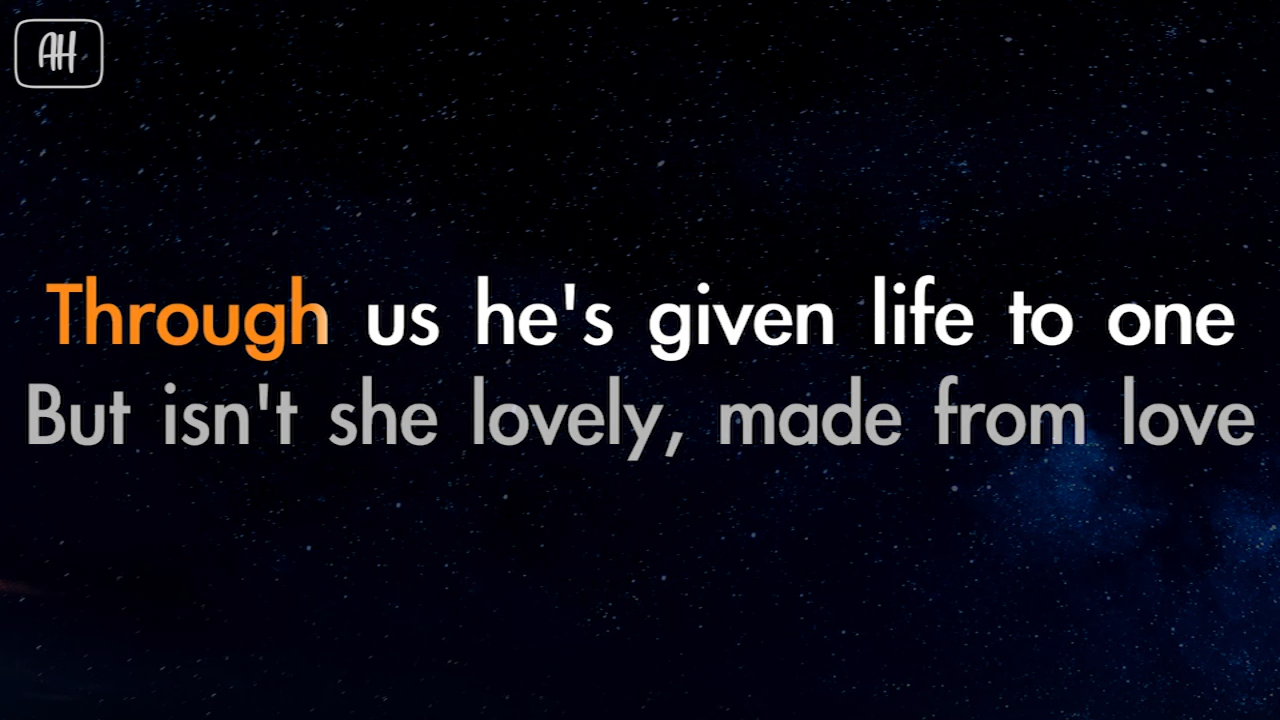 AH
Through us he's given life to one
But isn't she lovely, made from love